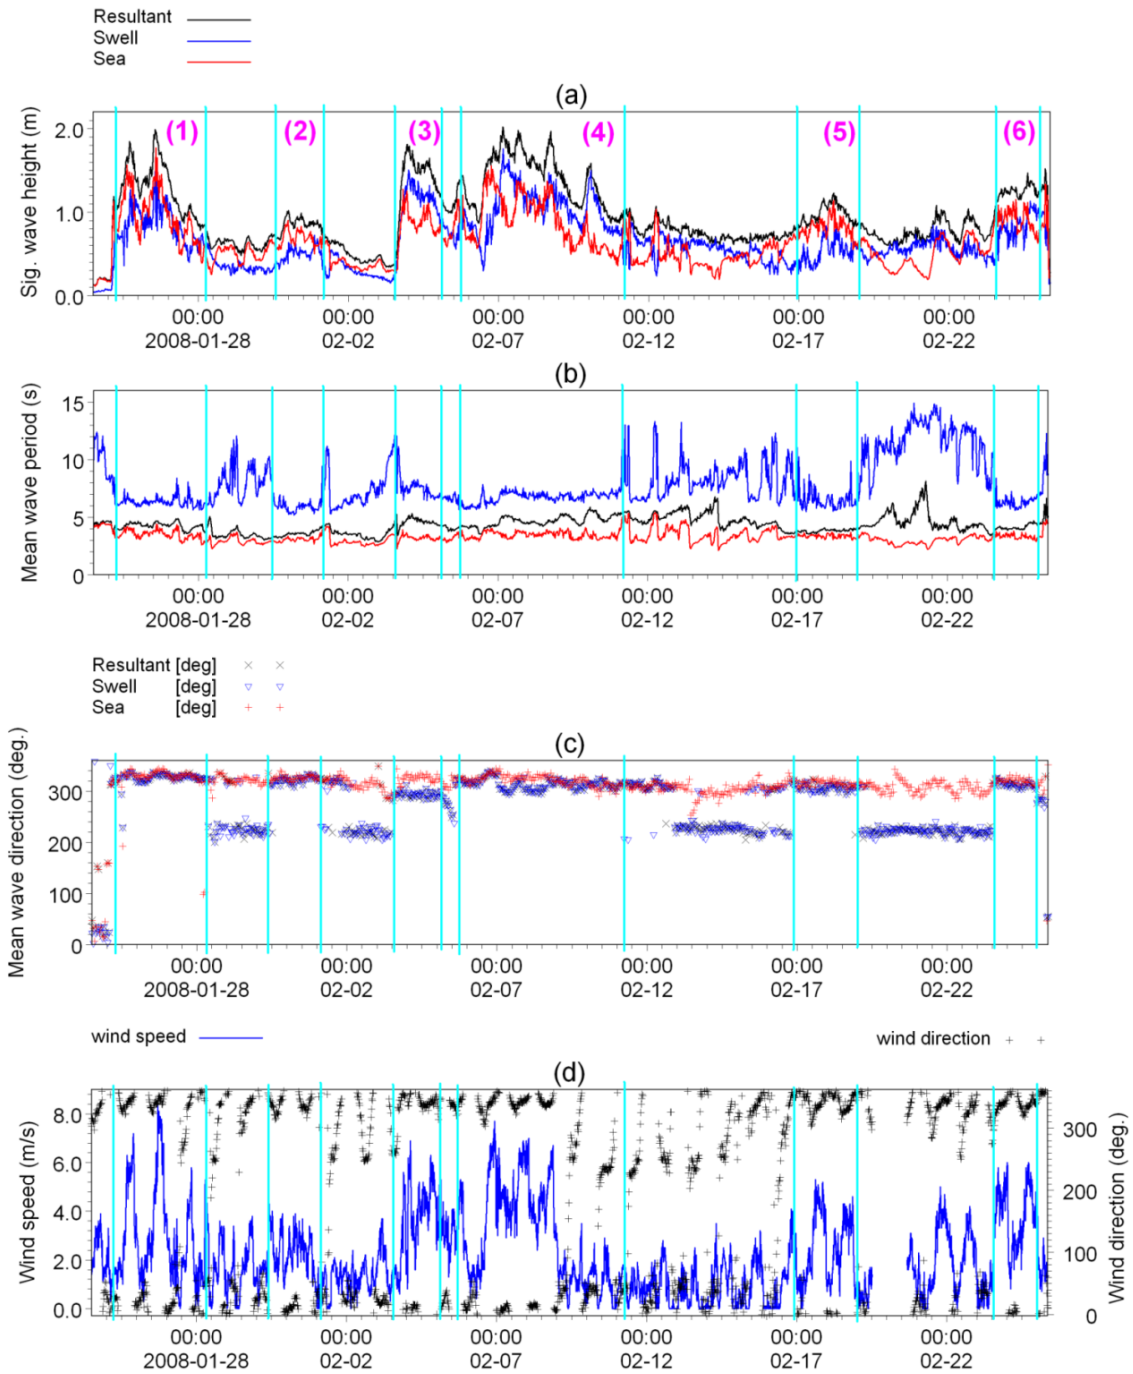 Resultant
Swell
Sea
(a)
Sig. wave height (m)
2.0
1.0
0.0
(1)
(2)
(3)
(4)
(5)
(6)
00:00 00:00 00:00 00:00 00:00 00:00
2008-01-28 02-02 02-07 02-12 02-17 02-22
(b)
Mean wave period (s)
15
10
5
0
00:00 00:00 00:00 00:00 00:00 00:00
2008-01-28 02-02 02-07 02-12 02-17 02-22
Resultant [deg]
Swell [deg]
Sea [deg]
(c)
Mean wave direction (deg.)
300
200
100
0
00:00 00:00 00:00 00:00 00:00 00:00
2008-01-28 02-02 02-07 02-12 02-17 02-22
wind speed
wind direction
(d)
Wind speed (m/s)
8.0
6.0
4.0
2.0
0.0
300
200
100
0
Wind direction (deg.)
00:00 00:00 00:00 00:00 00:00 00:00
2008-01-28 02-02 02-07 02-12 02-17 02-22